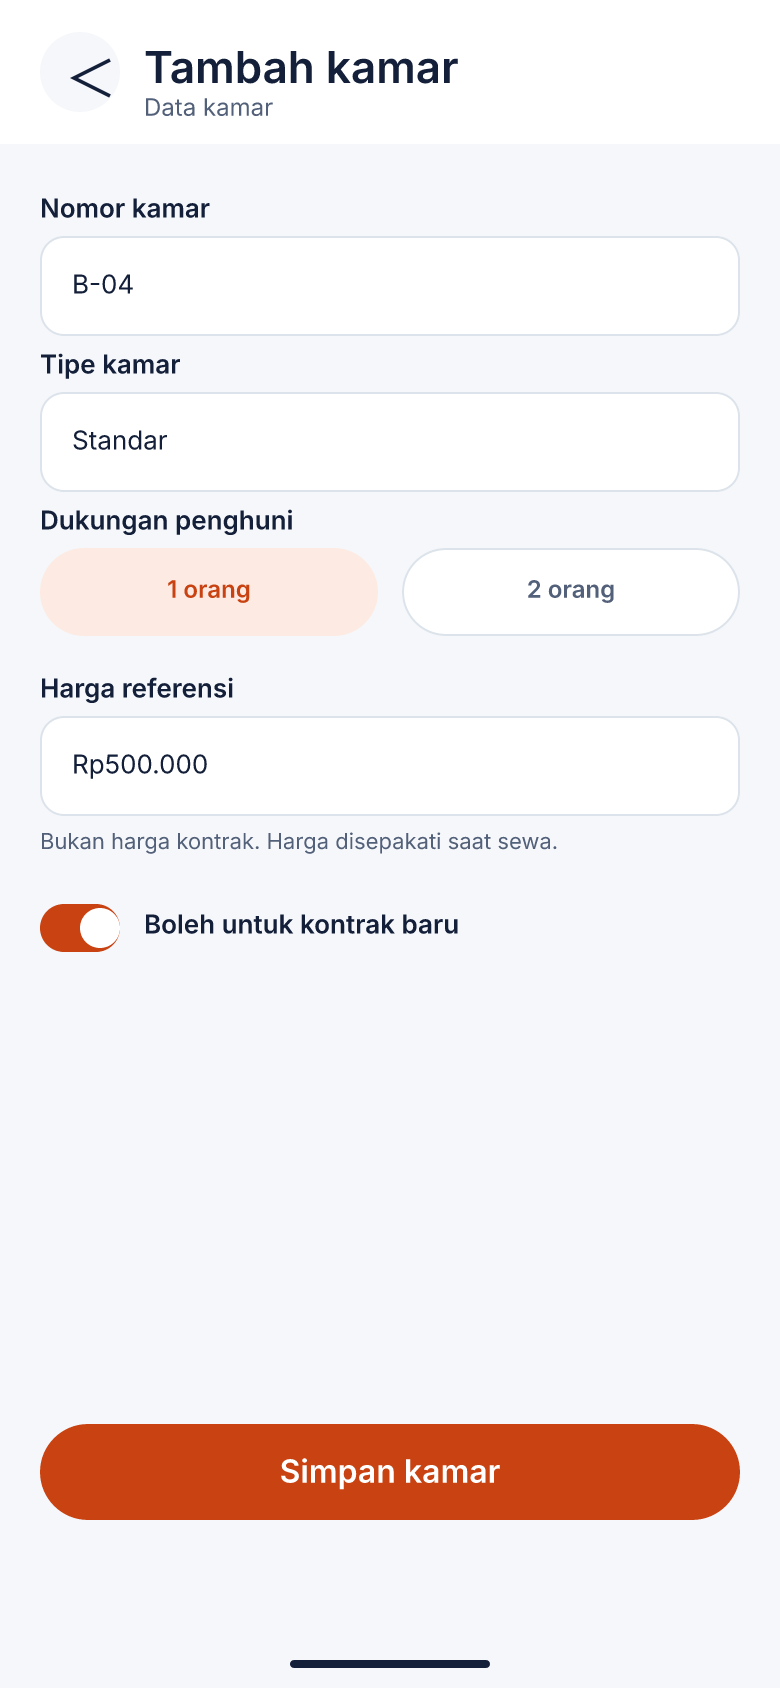 Tambah kamar
Data kamar
Nomor kamar
B-04
Tipe kamar
Standar
Dukungan penghuni
1 orang
2 orang
Harga referensi
Rp500.000
Bukan harga kontrak. Harga disepakati saat sewa.
Boleh untuk kontrak baru
Simpan kamar